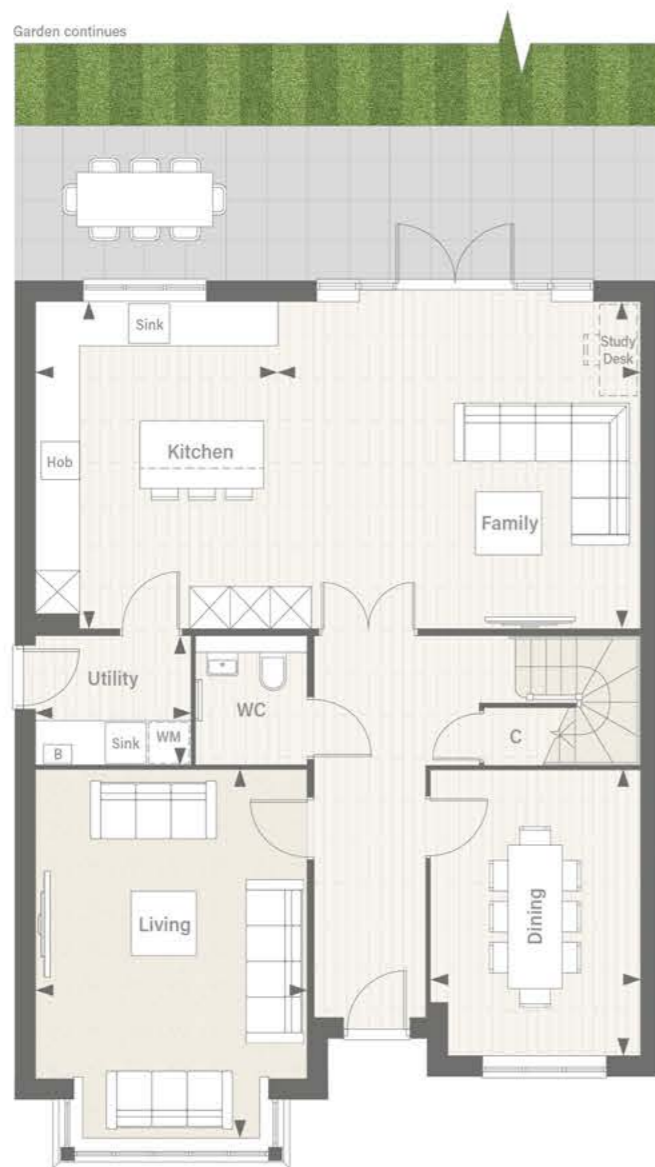 Garden continues
Sink
Study
Desk
Hob
Kitchen
Family
Utility
WC
Sink
WM
B
C
Living
Dining